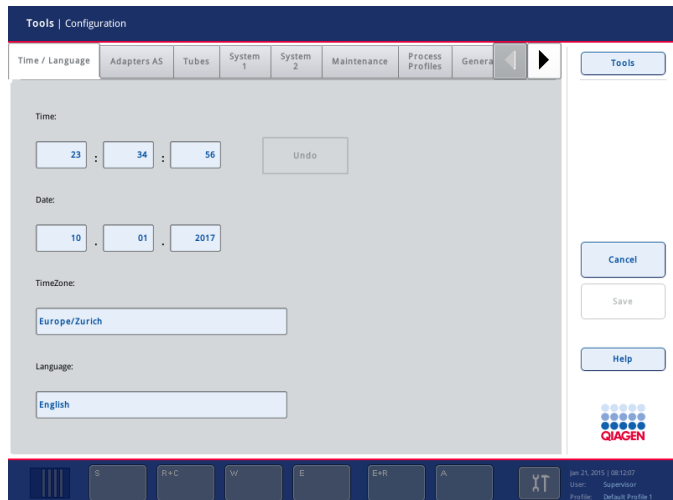 Tools | Configuration
Time / Language
Adapters AS
Tubes
System
1
System
2
Maintenance
Process
Profiles
Genera
Tools
Time:
23 : 34 : 56
Undo
Date:
10 . 01 . 2017
Cancel
TimeZone:
Save
Europe/Zurich
Help
Language:
English
QIAGEN
S
R+C
W
E
E+R
A
Jan 21, 2015 | 08:12:07
User: Supervisor
Profile: Default Profile 1